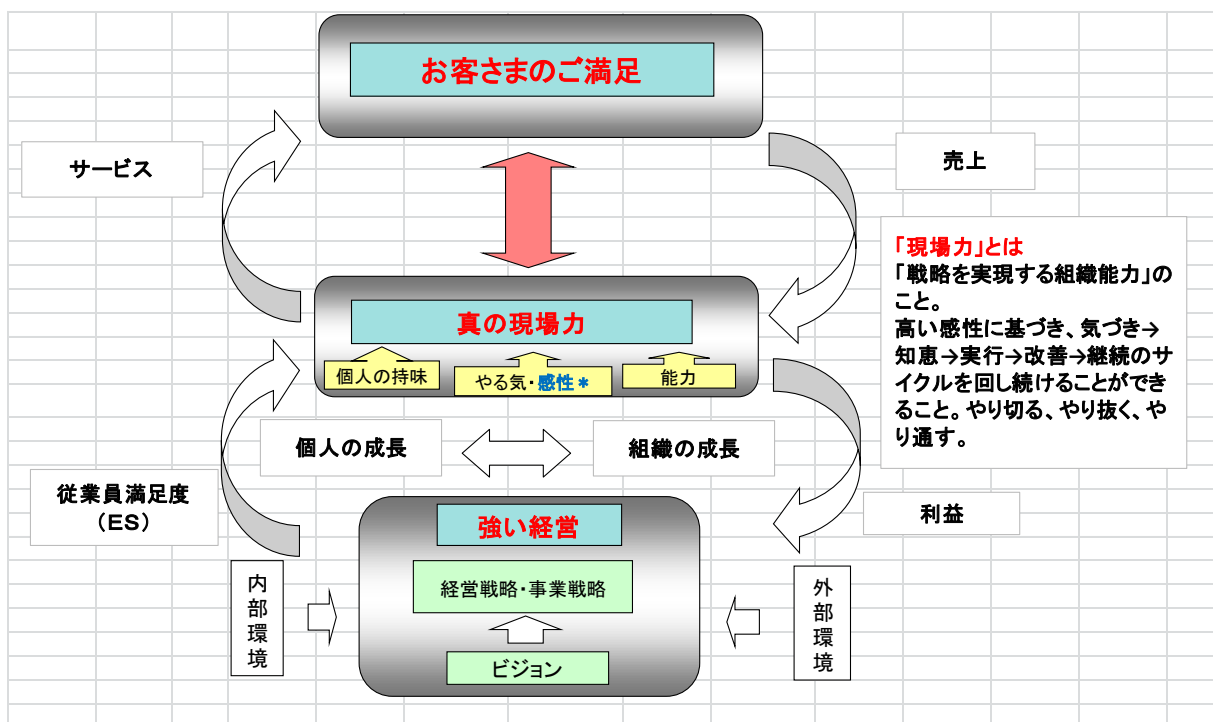 お客さまのご満足
サービス
売上
「現場力」とは
「戦略を実現する組織能力」の
こと。
高い感性に基づき、気づき→
知恵→実行→改善→継続のサ
イクルを回し続けることができ
ること。やり切る、やり抜く、や
り通す。
真の現場力
個人の持味
やる気・感性*
能力
個人の成長
組織の成長
従業員満足度
（ES）
利益
強い経営
経営戦略・事業戦略
ビジョン
内部環境
外部環境